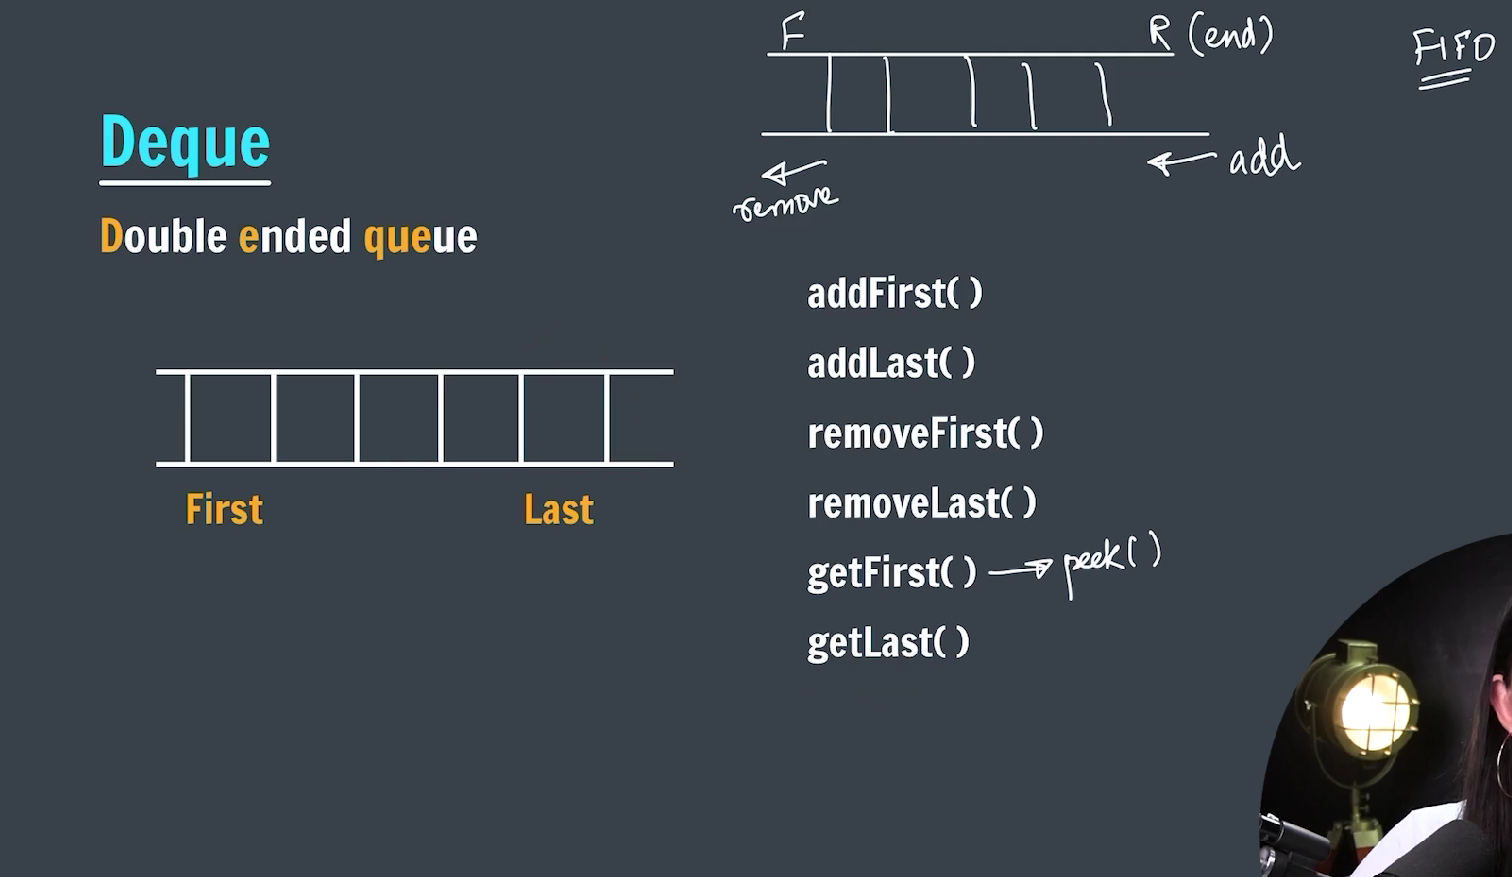 F
R (end)
FIFO
add
remove
Deque
Double ended queue
First
Last
addFirst( )
addLast( )
removeFirst( )
removeLast( )
getFirst( ) → peek( )
getLast( )